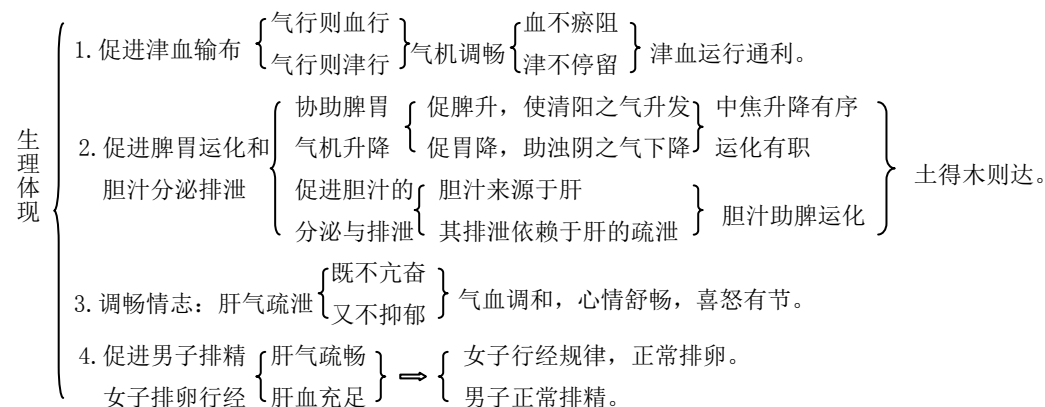 生理体现
1.促进津血输布
气行则血行
气行则津行
气机调畅
血不瘀阻
津不停留
津血运行通利。
2.促进脾胃运化和
胆汁分泌排泄
协助脾胃
气机升降
促脾升，使清阳之气升发
促胃降，助浊阴之气下降
中焦升降有序
运化有职
促进胆汁的
分泌与排泄
胆汁来源于肝
其排泄依赖于肝的疏泄
胆汁助脾运化
土得木则达。
3.调畅情志：肝气疏泄
既不亢奋
又不抑郁
气血调和，心情舒畅，喜怒有节。
4.促进男子排精
女子排卵行经
肝气疏畅
肝血充足
⇒
女子行经规律，正常排卵。
男子正常排精。